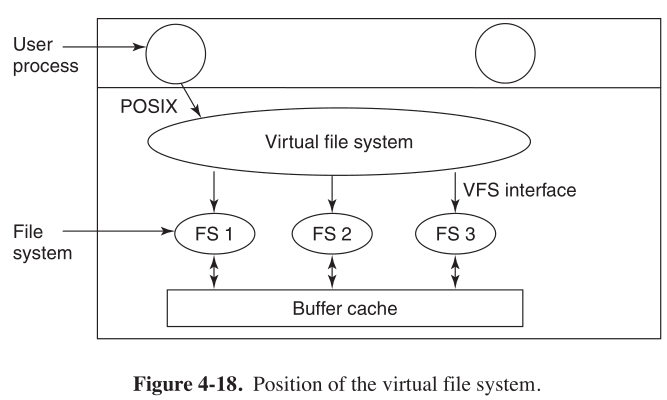 User
process
POSIX
Virtual file system
VFS interface
File
system
FS 1
FS 2
FS 3
Buffer cache
Figure 4-18. Position of the virtual file system.